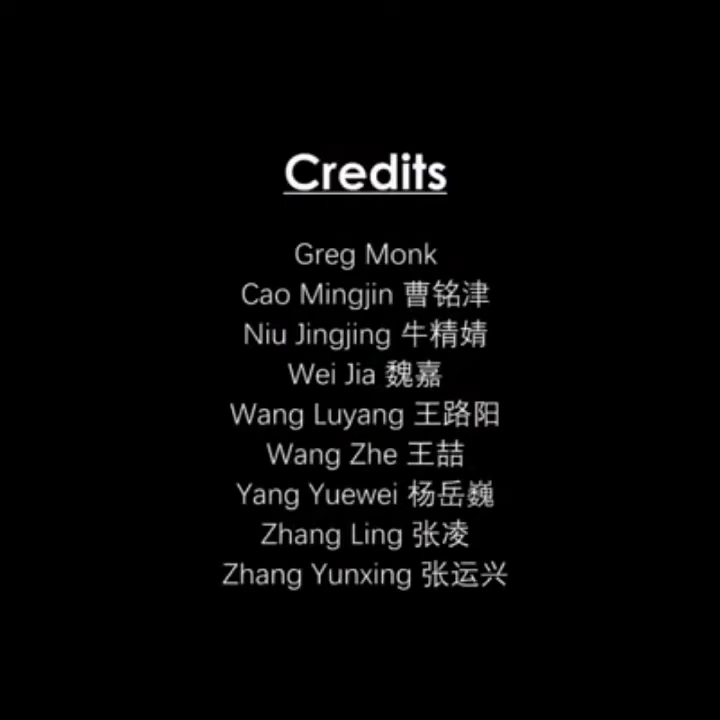 Credits
Greg Monk
Cao Mingjin 曹铭津
Niu Jingjing 牛精婧
Wei Jia 魏嘉
Wang Luyang 王路阳
Wang Zhe 王喆
Yang Yuewei 杨岳巍
Zhang Ling 张凌
Zhang Yunxing 张运兴